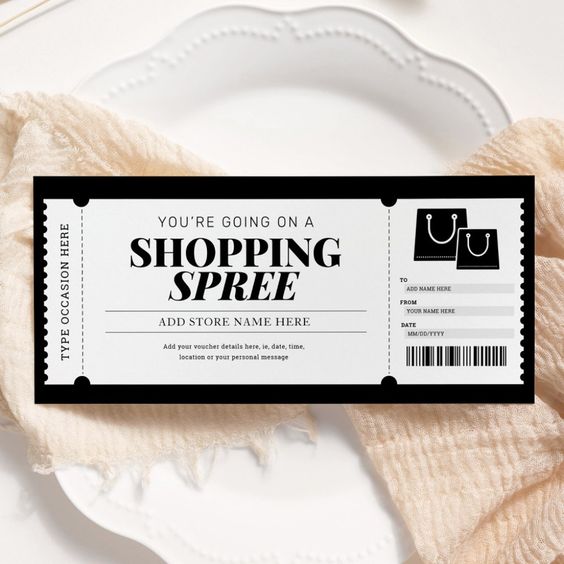 TYPE OCCASION HERE
YOU'RE GOING ON A
SHOPPING
SPREE
ADD STORE NAME HERE
Add your voucher details here, ie, date, time,
location or your personal message
TO
ADD NAME HERE
FROM
YOUR NAME HERE
DATE
MM/DD/YYYY